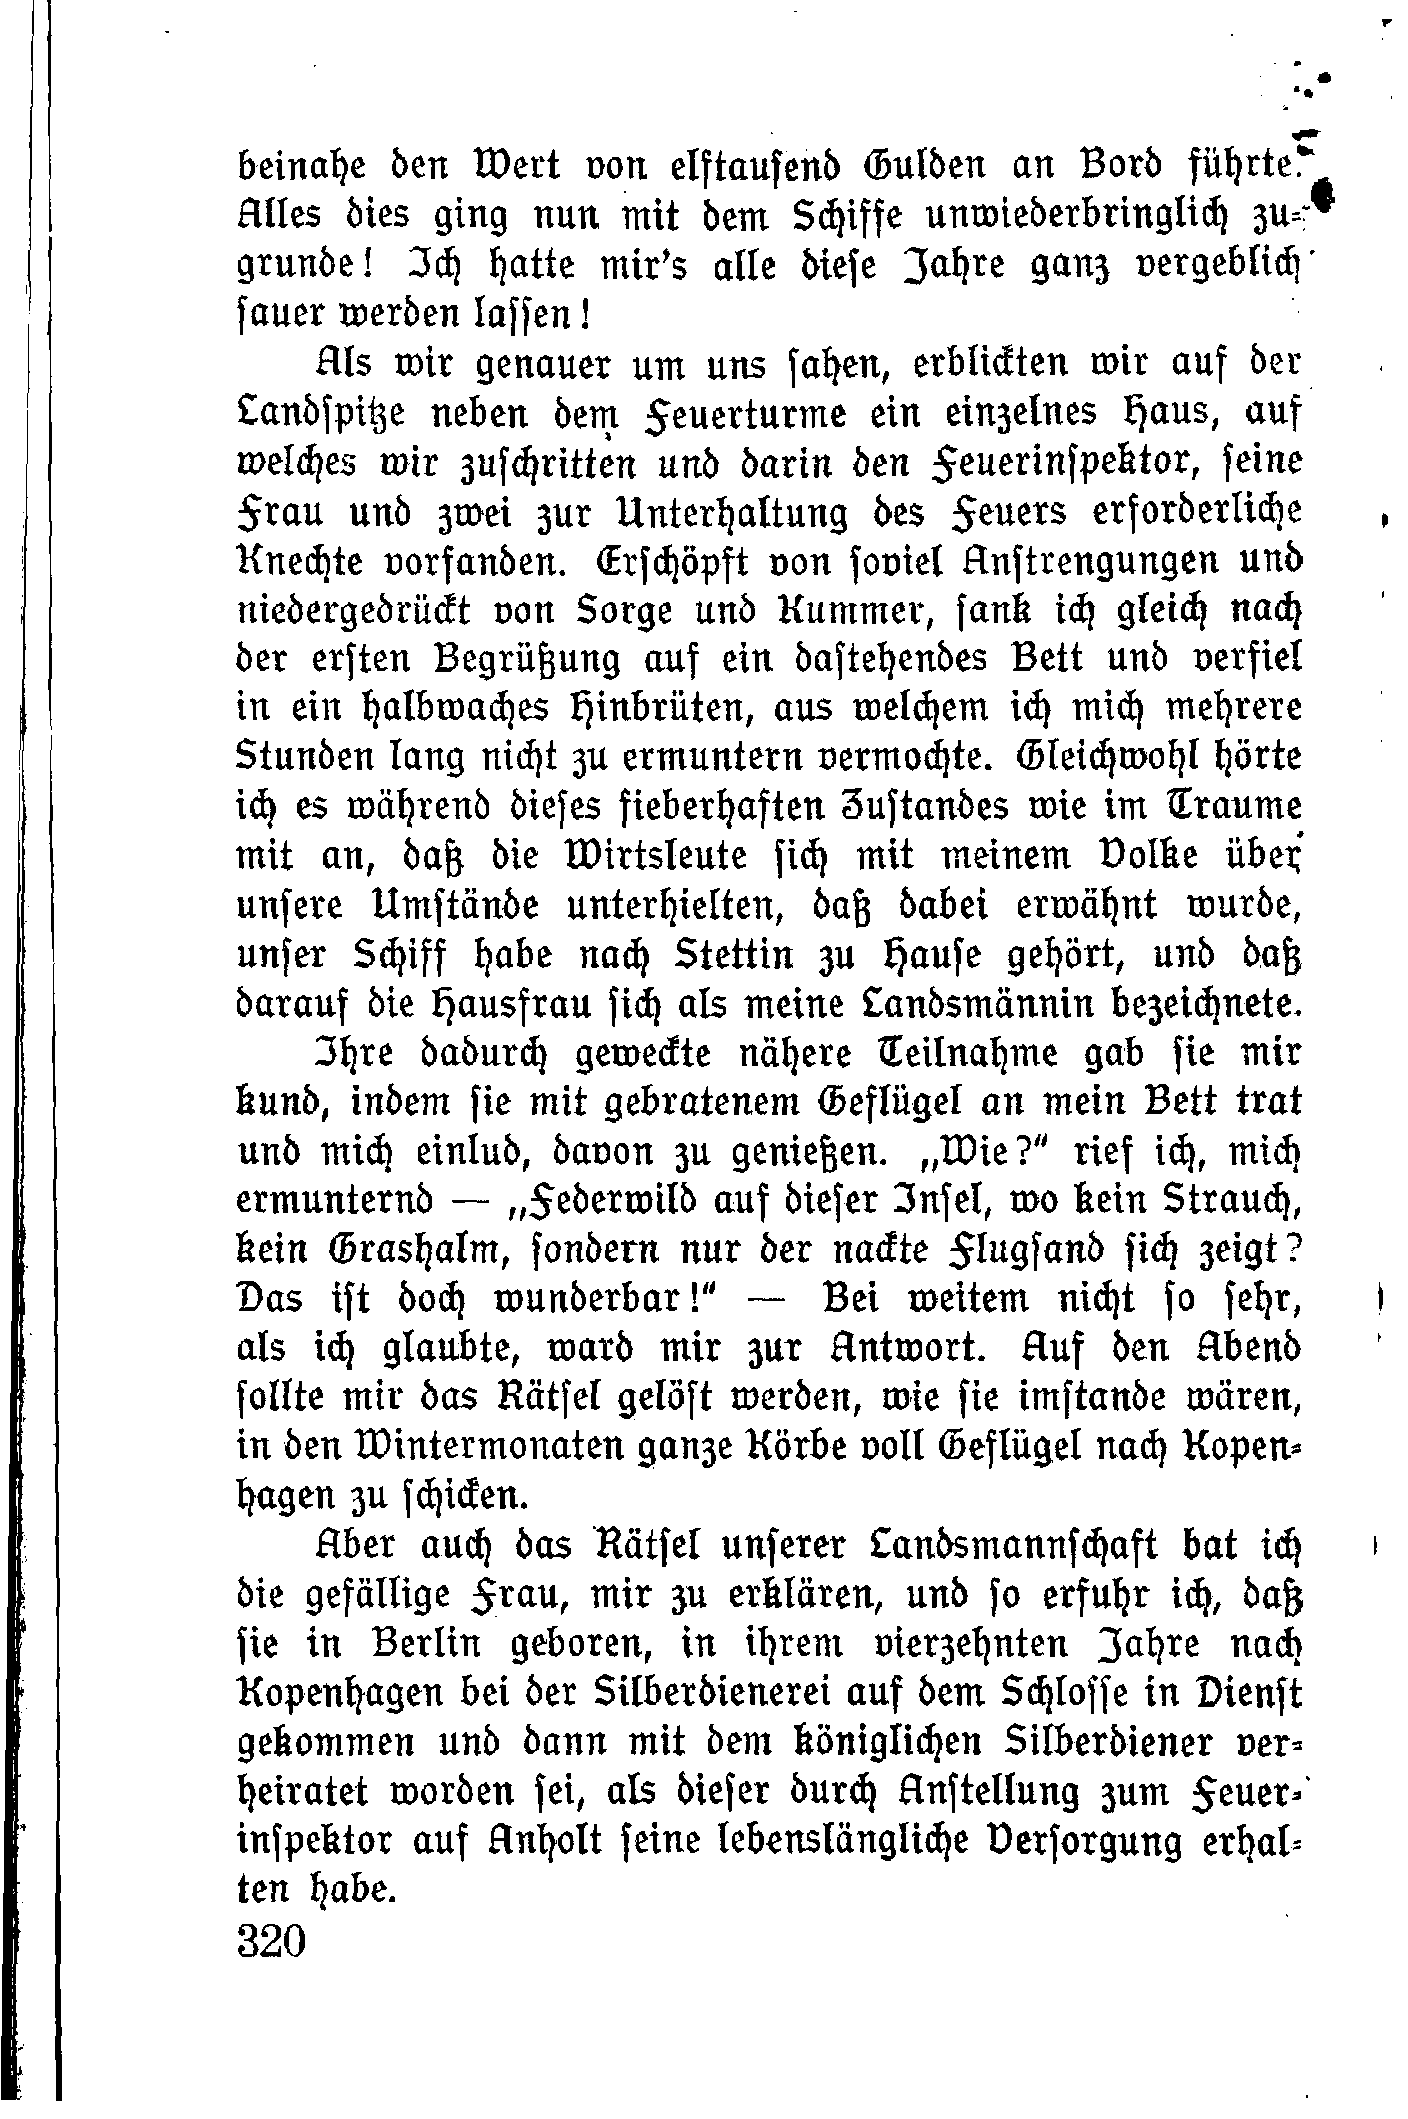 beinahe den Wert von elftausend Gulden an Bord führte.
Alles dies ging nun mit dem Schiffe unwiederbringlich zu-
grunde! Ich hatte mir's alle diese Jahre ganz vergeblich
sauer werden lassen!
Als wir genauer um uns sahen, erblickten wir auf der
Landspitze neben dem Feuerturme ein einzelnes Haus, auf
welches wir zuschritten und darin den Feuerinspektor, seine
Frau und zwei zur Unterhaltung des Feuers erforderliche
Knechte vorfanden. Erschöpft von soviel Anstrengungen und
niedergedrückt von Sorge und Kummer, sank ich gleich nach
der ersten Begrüßung auf ein dastehendes Bett und verfiel
in ein halbwaches Hinbrüten, aus welchem ich mich mehrere
Stunden lang nicht zu ermuntern vermochte. Gleichwohl hörte
ich es während dieses fieberhaften Zustandes wie im Traume
mit an, daß die Wirtsleute sich mit meinem Volke über
unsere Umstände unterhielten, daß dabei erwähnt wurde,
unser Schiff habe nach Stettin zu Hause gehört, und daß
darauf die Hausfrau sich als meine Landsmännin bezeichnete.
Ihre dadurch geweckte nähere Teilnahme gab sie mir
kund, indem sie mit gebratenem Geflügel an mein Bett trat
und mich einlud, davon zu genießen. „Wie?“ rief ich, mich
ermunternd — „Federwild auf dieser Insel, wo kein Strauch,
kein Grashalm, sondern nur der nackte Flugsand sich zeigt?
Das ist doch wunderbar!“ — Bei weitem nicht so sehr,
als ich glaubte, ward mir zur Antwort. Auf den Abend
sollte mir das Rätsel gelöst werden, wie sie imstande wären,
in den Wintermonaten ganze Körbe voll Geflügel nach Kopen-
hagen zu schicken.
Aber auch das Rätsel unserer Landsmannschaft bat ich
die gefällige Frau, mir zu erklären, und so erfuhr ich, daß
sie in Berlin geboren, in ihrem vierzehnten Jahre nach
Kopenhagen bei der Silberdienerei auf dem Schlosse in Dienst
gekommen und dann mit dem königlichen Silberdiener ver-
heiratet worden sei, als dieser durch Anstellung zum Feuer-
inspektor auf Anholt seine lebenslängliche Versorgung erhal-
ten habe.
320